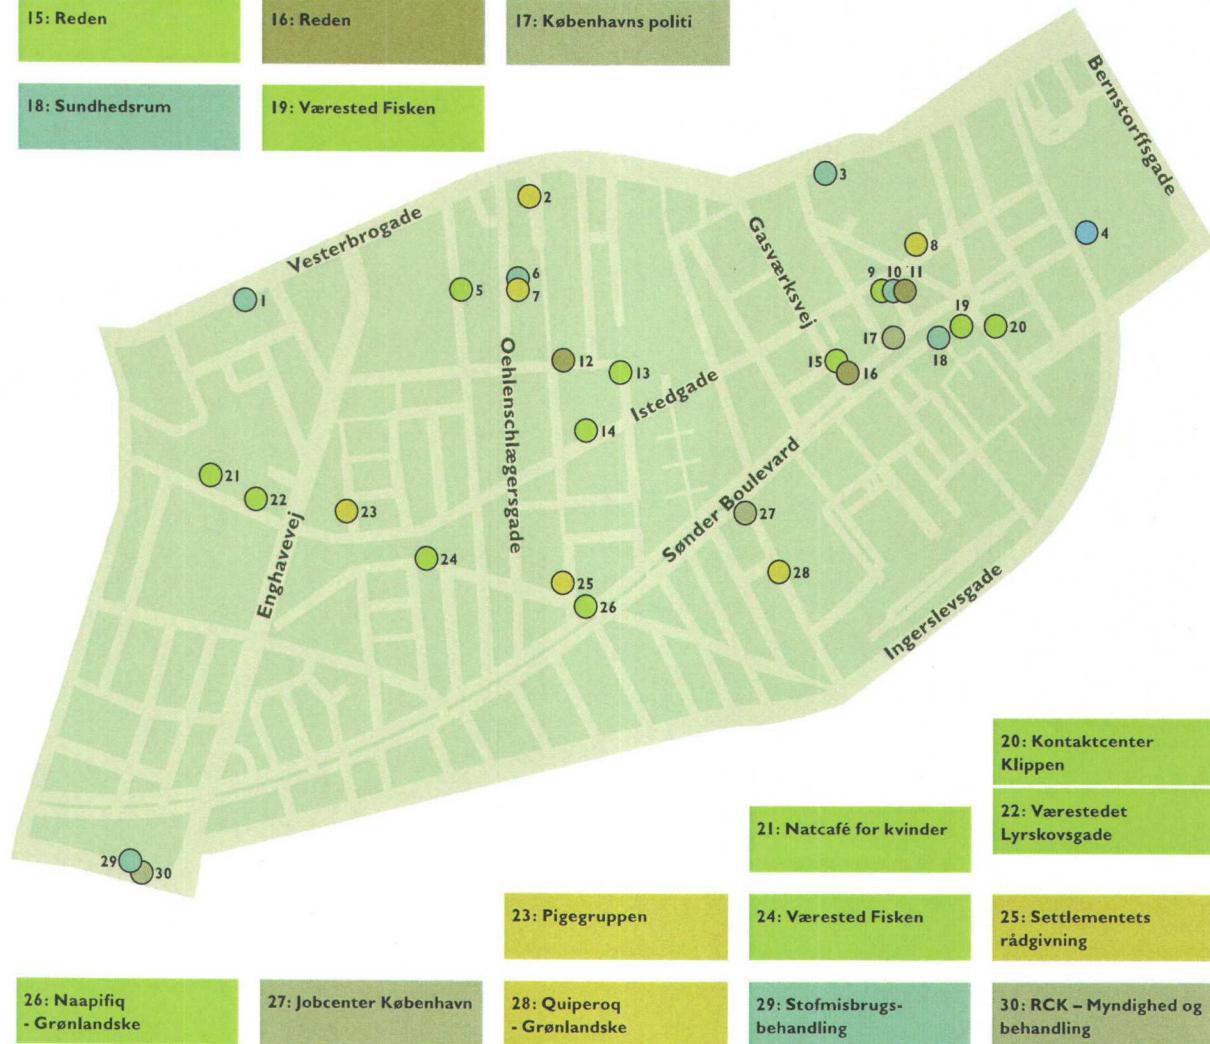 15: Reden
16: Reden
17: Københavns politi
18: Sundhedsrum
19: Værested Fisken
Bernstorffsgade
3
2
Vesterbrogade
Gasværksvej
4
8
6
5
7
9
10
11
1
19
20
17
18
Oehlenschlægersgade
12
13
15
16
Istedgade
14
Sønder Boulevard
21
22
23
27
Enghavevej
24
25
28
26
Ingerslevsgade
29
30
20: Kontaktcenter
Klippen
21: Natcafé for kvinder
22: Værestedet
Lyrskovsgade
23: Pigegruppen
24: Værested Fisken
25: Settlementets
rådgivning
26: Naapifiq
- Grønlandske
27: Jobcenter København
28: Quiperoq
- Grønlandske
29: Stofmisbrugs-
behandling
30: RCK – Myndighed og
behandling